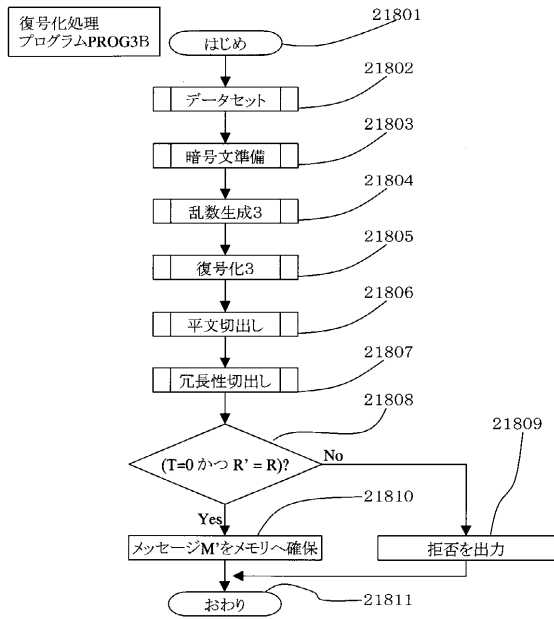 復号化処理
プログラムPROG3B
はじめ
21801
データセット
21802
暗号文準備
21803
乱数生成3
21804
復号化3
21805
平文切出し
21806
冗長性切出し
21807
(T=0 かつ R' = R)?
21808
No
21809
Yes
21810
メッセージM'をメモリへ確保
拒否を出力
おわり
21811